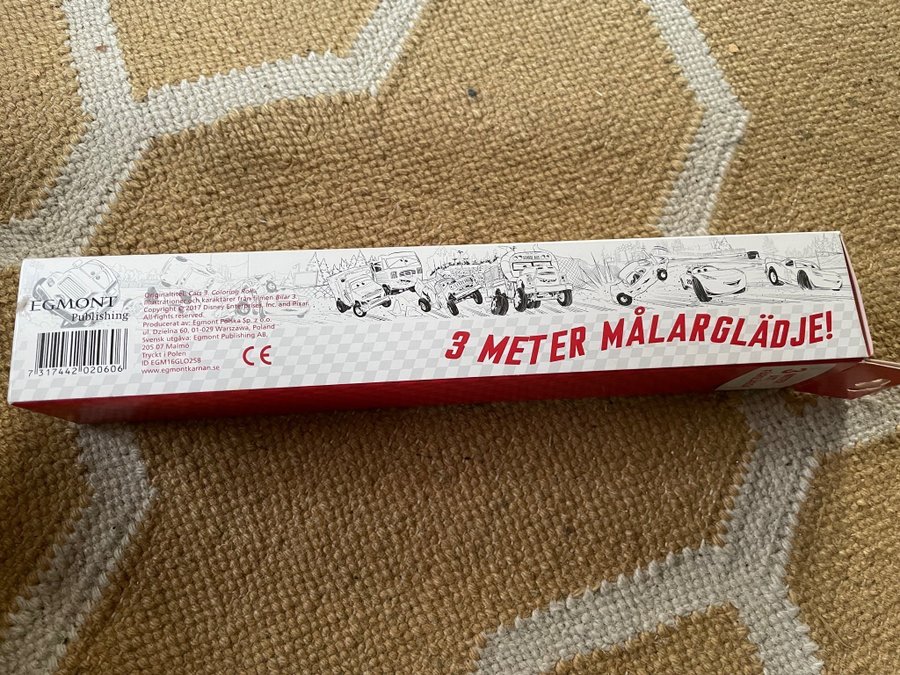 EGMONT
Publishing
7 317442 020606
Originaltitel: Cars 3. Coloring Roll.
Illustrationer och karaktärer från filmen Bilar 3.
Copyright © 2017 Disney Enterprises, Inc. and Pixar.
All rights reserved.
Producerat av: Egmont Polska Sp. z o.o.
ul. Dzielna 60, 01-029 Warszawa, Poland
Svensk utgåva: Egmont Publishing AB,
205 07 Malmö
Tryckt i Polen
ID EGM16GLO258
www.egmontkarnan.se
CE
3 METER MÅLARGLÄDJE!